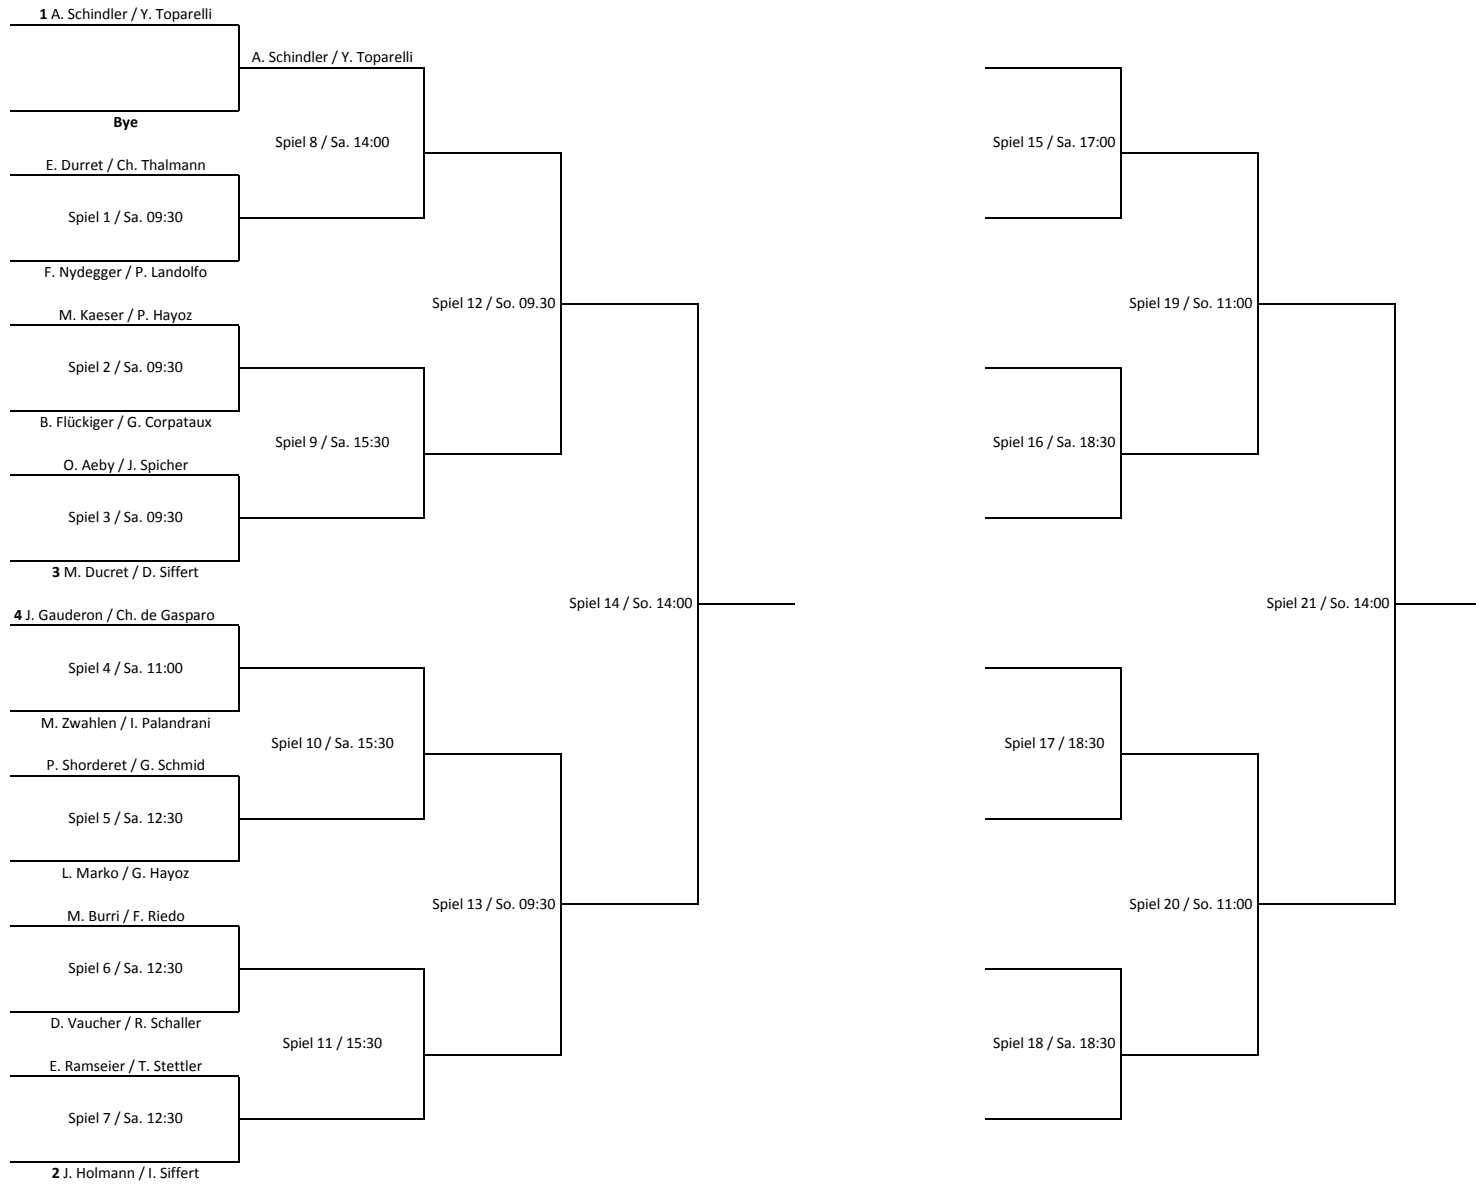 1 A. Schindler / Y. Toparelli
A. Schindler / Y. Toparelli
Bye
Spiel 8 / Sa. 14:00
Spiel 15 / Sa. 17:00
E. Durret / Ch. Thalmann
Spiel 1 / Sa. 09:30
F. Nydegger / P. Landolfo
Spiel 12 / So. 09.30
Spiel 19 / So. 11:00
M. Kaeser / P. Hayoz
Spiel 2 / Sa. 09:30
B. Flückiger / G. Corpataux
Spiel 9 / Sa. 15:30
Spiel 16 / Sa. 18:30
O. Aeby / J. Spicher
Spiel 3 / Sa. 09:30
3 M. Ducret / D. Siffert
Spiel 14 / So. 14:00
Spiel 21 / So. 14:00
4 J. Gauderon / Ch. de Gasparo
Spiel 4 / Sa. 11:00
M. Zwahlen / I. Palandrani
Spiel 10 / Sa. 15:30
Spiel 17 / 18:30
P. Shorderet / G. Schmid
Spiel 5 / Sa. 12:30
L. Marko / G. Hayoz
Spiel 13 / So. 09:30
Spiel 20 / So. 11:00
M. Burri / F. Riedo
Spiel 6 / Sa. 12:30
D. Vaucher / R. Schaller
Spiel 11 / 15:30
Spiel 18 / Sa. 18:30
E. Ramseier / T. Stettler
Spiel 7 / Sa. 12:30
2 J. Holmann / I. Siffert